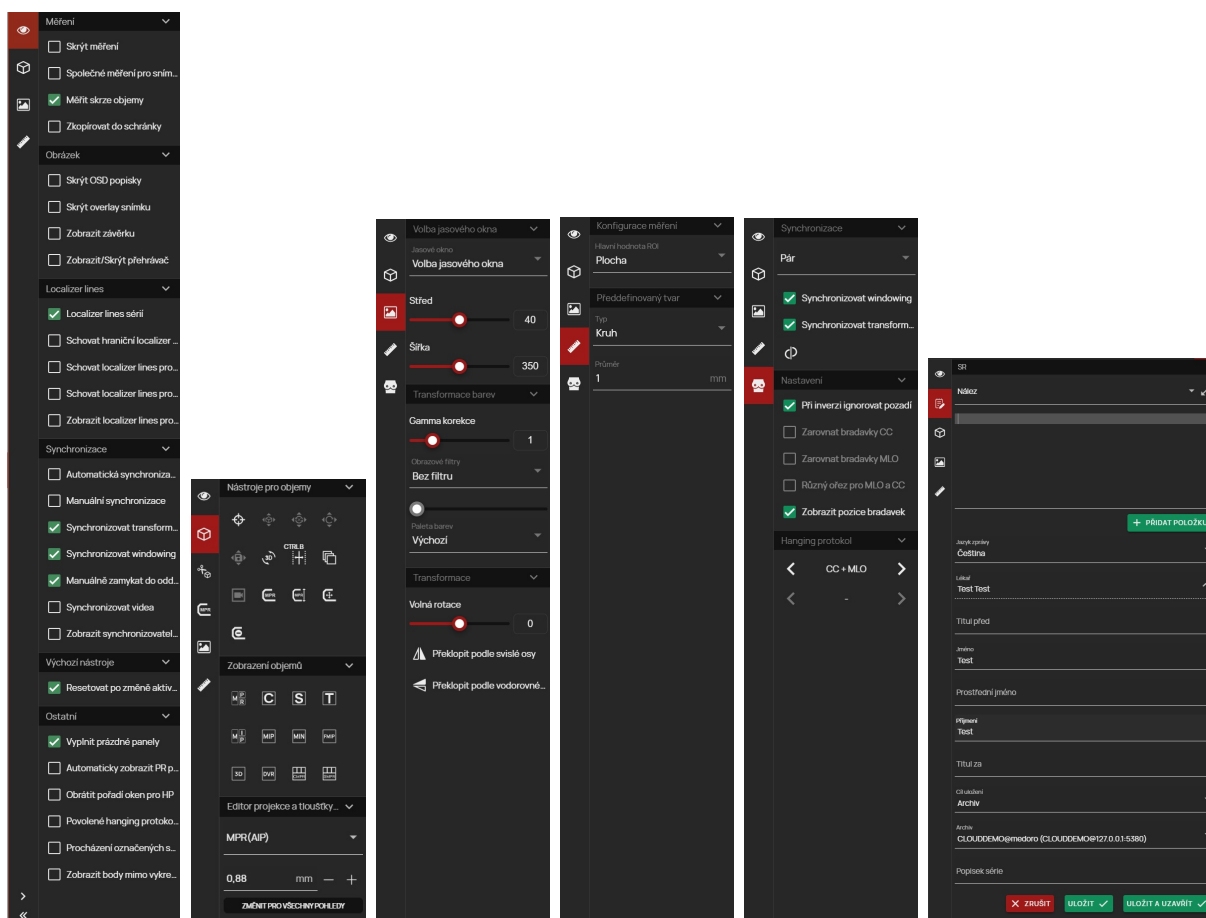 Měření
Skrýt měření
Společné měření pro sním...
Měřit skrze objemy
Zkopírovat do schránky
Obrázek
Skrýt OSD popisky
Skrýt overlay snímku
Zobrazit závěrku
Zobrazit/Skrýt přehrávač
Localizer lines
Localizer lines sérií
Schovat hraniční localizer ...
Schovat localizer lines pro...
Schovat localizer lines pro...
Zobrazit localizer lines pro...
Synchronizace
Automatická synchroniza...
Manuální synchronizace
Synchronizovat transform...
Synchronizovat windowing
Manuálně zamykat do odd...
Synchronizovat videa
Zobrazit synchronizovatel...
Výchozí nástroje
Resetovat po změně aktiv...
Ostatní
Vyplnit prázdné panely
Automaticky zobrazit PR p...
Obrátit pořadí oken pro HP
Povolené hanging protoko...
Procházení označených s...
Zobrazit body mimo vykre...
Nástroje pro objemy
CTRL B
3D
MPR
MPR
MPR
Zobrazení objemů
MPR C S T
MIP MIP MIN FMIP
3D DVR
Editor projekce a tloušťky...
MPR(AIP)
0,88 mm
ZMĚNIT PRO VŠECHNY POHLEDY
Volba jasového okna
Jasové okno
Volba jasového okna
Střed
40
Šířka
350
Transformace barev
Gamma korekce
1
Obrazové filtry
Bez filtru
Paleta barev
Výchozí
Transformace
Volná rotace
0
Překlopit podle svislé osy
Překlopit podle vodorovné...
Konfigurace měření
Hlavní hodnota ROI
Plocha
Předdefinovaný tvar
Typ
Kruh
Průměr
1 mm
Synchronizace
Pár
Synchronizovat windowing
Synchronizovat transform...
Nastavení
Při inverzi ignorovat pozadí
Zarovnat bradavky CC
Zarovnat bradavky MLO
Různý ořez pro MLO a CC
Zobrazit pozice bradavek
Hanging protokol
CC + MLO
-
SR
Nález
+ PŘIDAT POLOŽKU
Jazyk zprávy
Čeština
Lékař
Test Test
Titul před
Jméno
Test
Prostřední jméno
Příjmení
Test
Titul za
Cíl uložení
Archiv
Archiv
CLOUDDEMO@medoro (CLOUDDEMO@127.0.0.1:5380)
Popisek série
ZRUŠIT ULOŽIT ULOŽIT A UZAVŘÍT